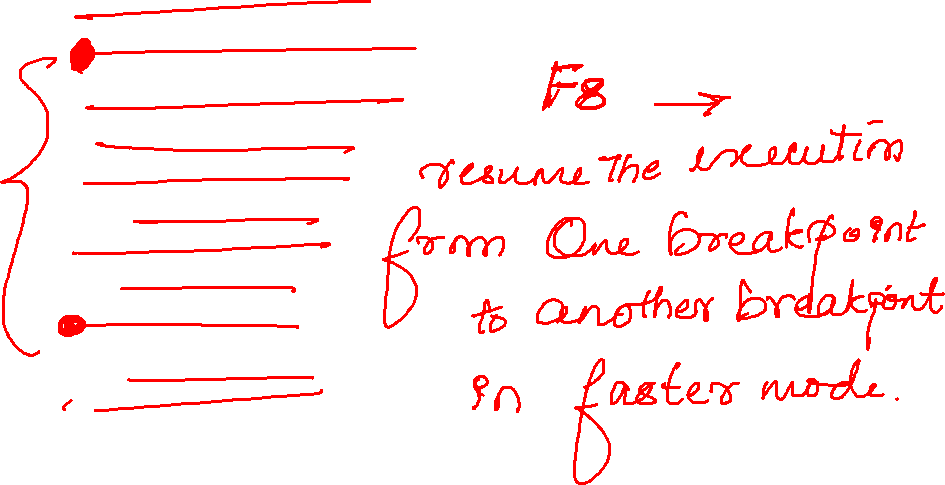 F8 →
resume The execution
from One breakpoint
to another breakpoint
in faster mode.